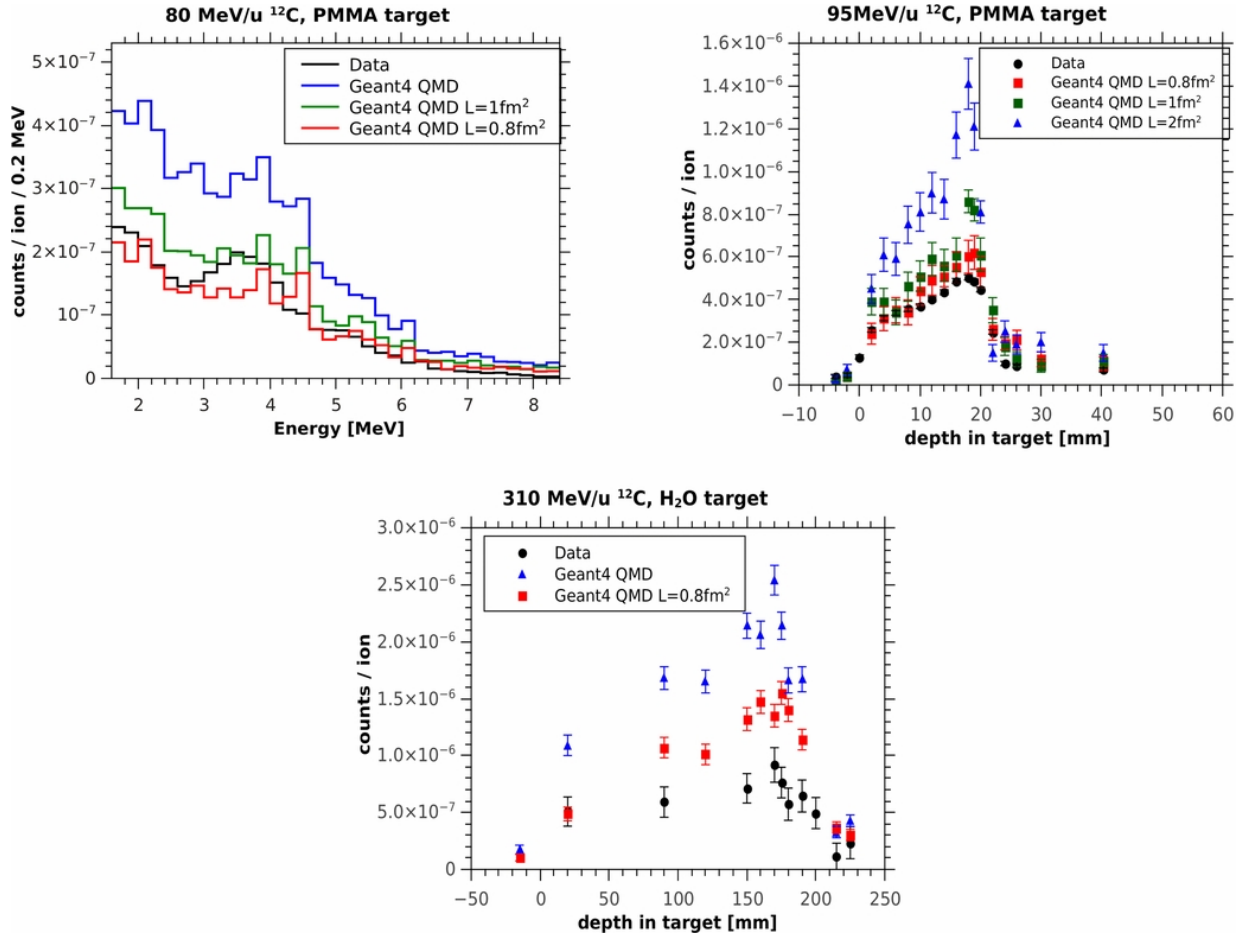 80 MeV/u ¹²C, PMMA target
counts / ion / 0.2 MeV
5×10⁻⁷
4×10⁻⁷
3×10⁻⁷
2×10⁻⁷
10⁻⁷
0
Data
Geant4 QMD
Geant4 QMD L=1fm²
Geant4 QMD L=0.8fm²
2 3 4 5 6 7 8
Energy [MeV]
95MeV/u ¹²C, PMMA target
counts / ion
1.6×10⁻⁶
1.4×10⁻⁶
1.2×10⁻⁶
1.0×10⁻⁶
8.0×10⁻⁷
6.0×10⁻⁷
4.0×10⁻⁷
2.0×10⁻⁷
0
Data
Geant4 QMD L=0.8fm²
Geant4 QMD L=1fm²
Geant4 QMD L=2fm²
−10 0 10 20 30 40 50 60
depth in target [mm]
310 MeV/u ¹²C, H₂O target
counts / ion
3.0×10⁻⁶
2.5×10⁻⁶
2.0×10⁻⁶
1.5×10⁻⁶
1.0×10⁻⁶
5.0×10⁻⁷
0
Data
Geant4 QMD
Geant4 QMD L=0.8fm²
−50 0 50 100 150 200 250
depth in target [mm]